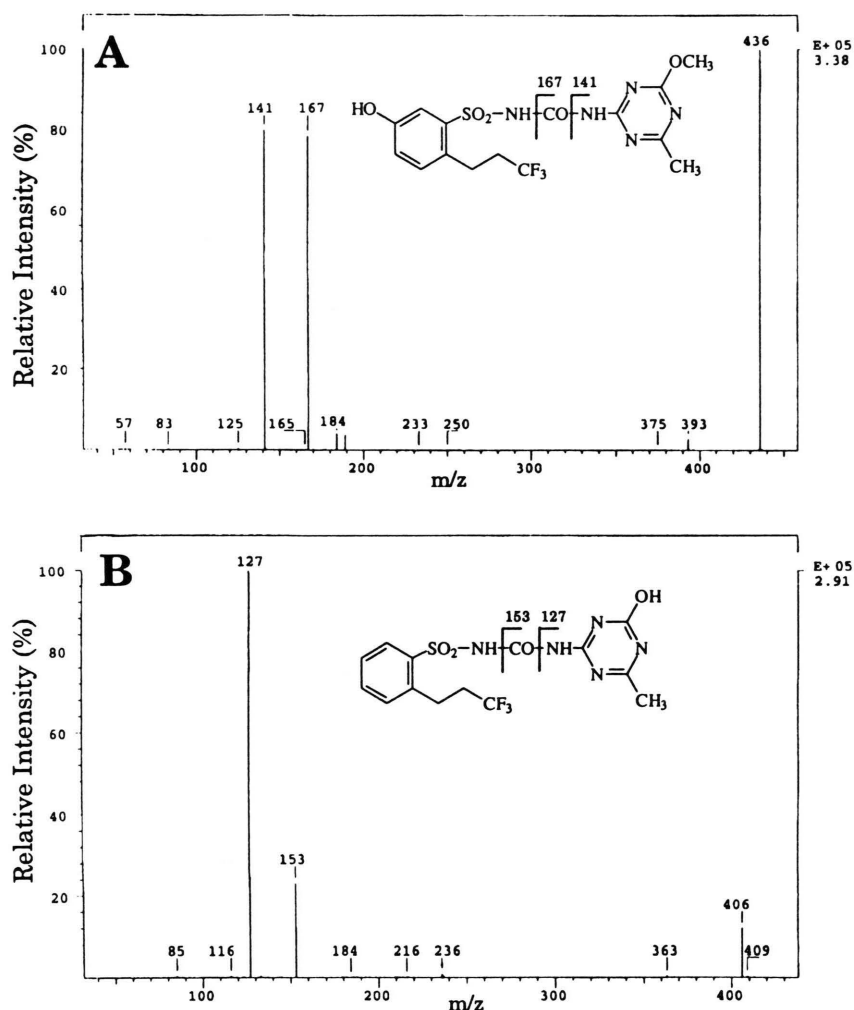 A
100
80
60
40
20
Relative Intensity (%)
436
E+ 05
3.38
141 167
167 141
OCH3
HO
SO2–NH–CO–NH
N
N
N
CF3
CH3
57 83 125 165 184 233 250 375 393
100 200 300 400
m/z
B
100
80
60
40
20
Relative Intensity (%)
127
E+ 05
2.91
153 127
OH
SO2–NH–CO–NH
N
N
N
CF3
CH3
153
406
85 116 184 216 236 363 409
100 200 300 400
m/z